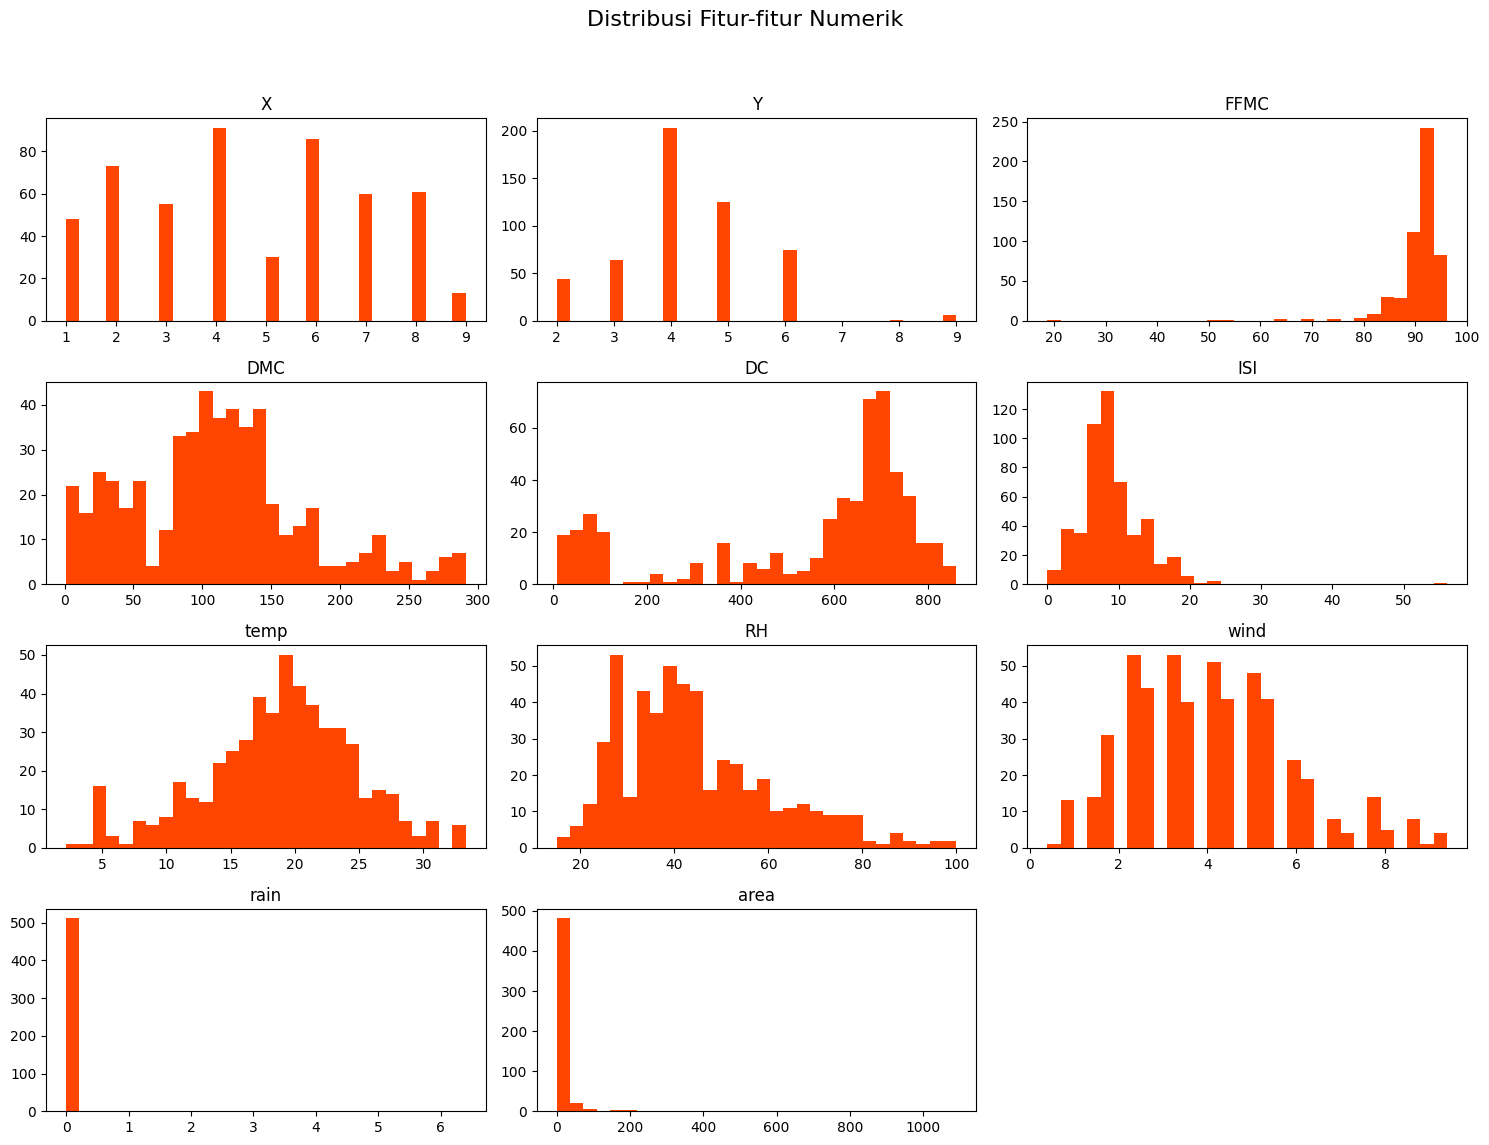 Distribusi Fitur-fitur Numerik
X
80
60
40
20
0
1 2 3 4 5 6 7 8 9
Y
200
150
100
50
0
2 3 4 5 6 7 8 9
FFMC
250
200
150
100
50
0
20 30 40 50 60 70 80 90 100
DMC
40
30
20
10
0
0 50 100 150 200 250 300
DC
60
40
20
0
0 200 400 600 800
ISI
120
100
80
60
40
20
0
0 10 20 30 40 50
temp
50
40
30
20
10
0
5 10 15 20 25 30
RH
50
40
30
20
10
0
20 40 60 80 100
wind
50
40
30
20
10
0
0 2 4 6 8
rain
500
400
300
200
100
0
0 1 2 3 4 5 6
area
500
400
300
200
100
0
0 200 400 600 800 1000